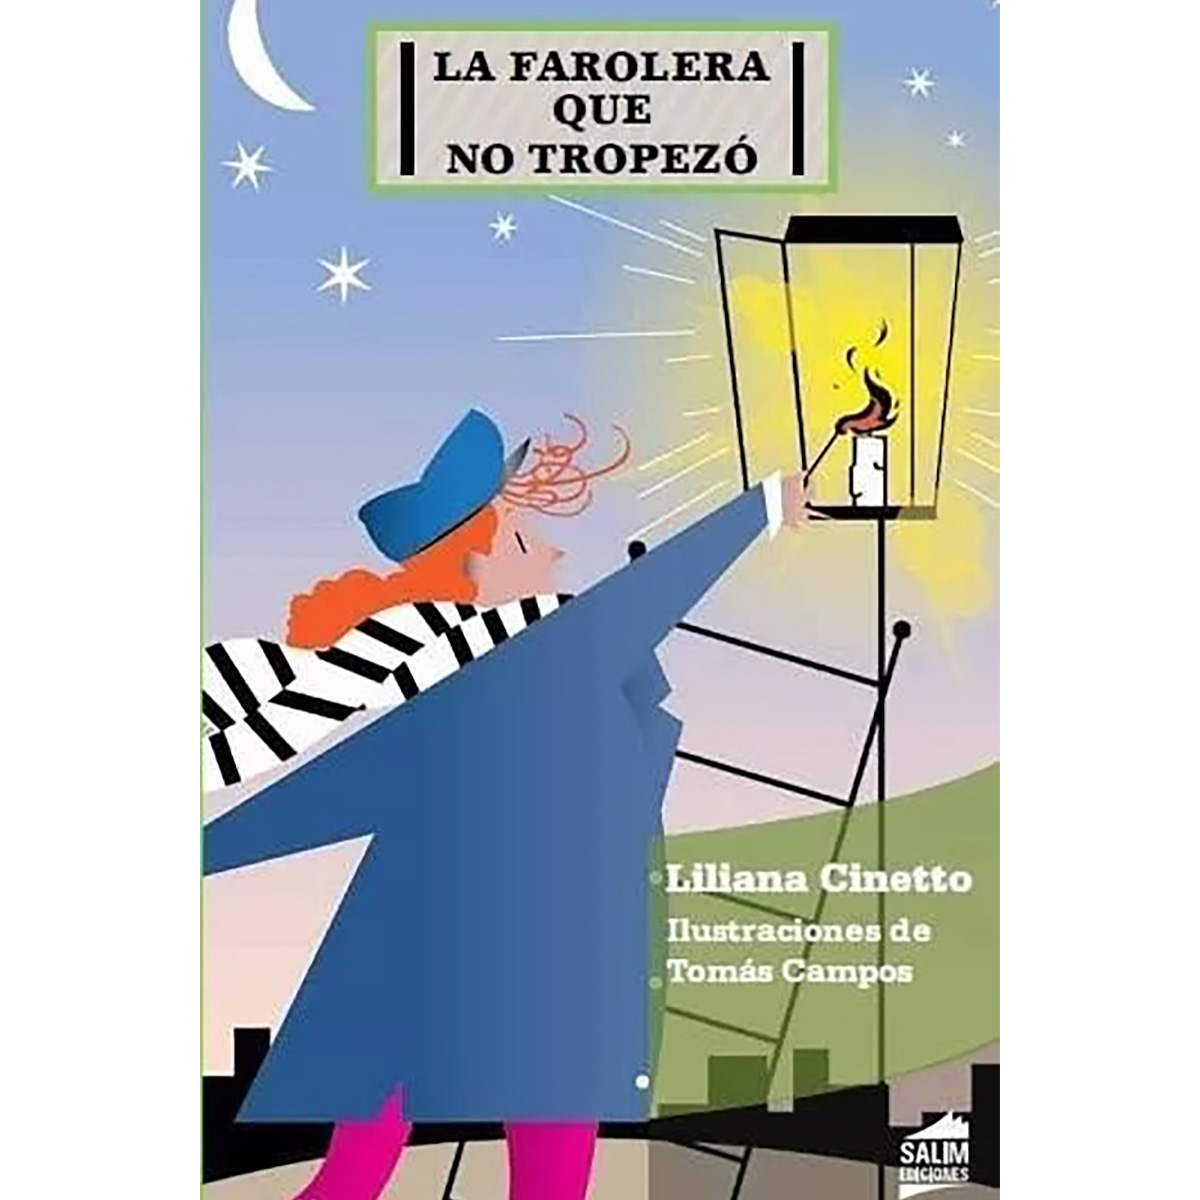 LA FAROLERA
QUE
NO TROPEZÓ
Liliana Cinetto
Ilustraciones de
Tomás Campos
SALIM
EDICIONES